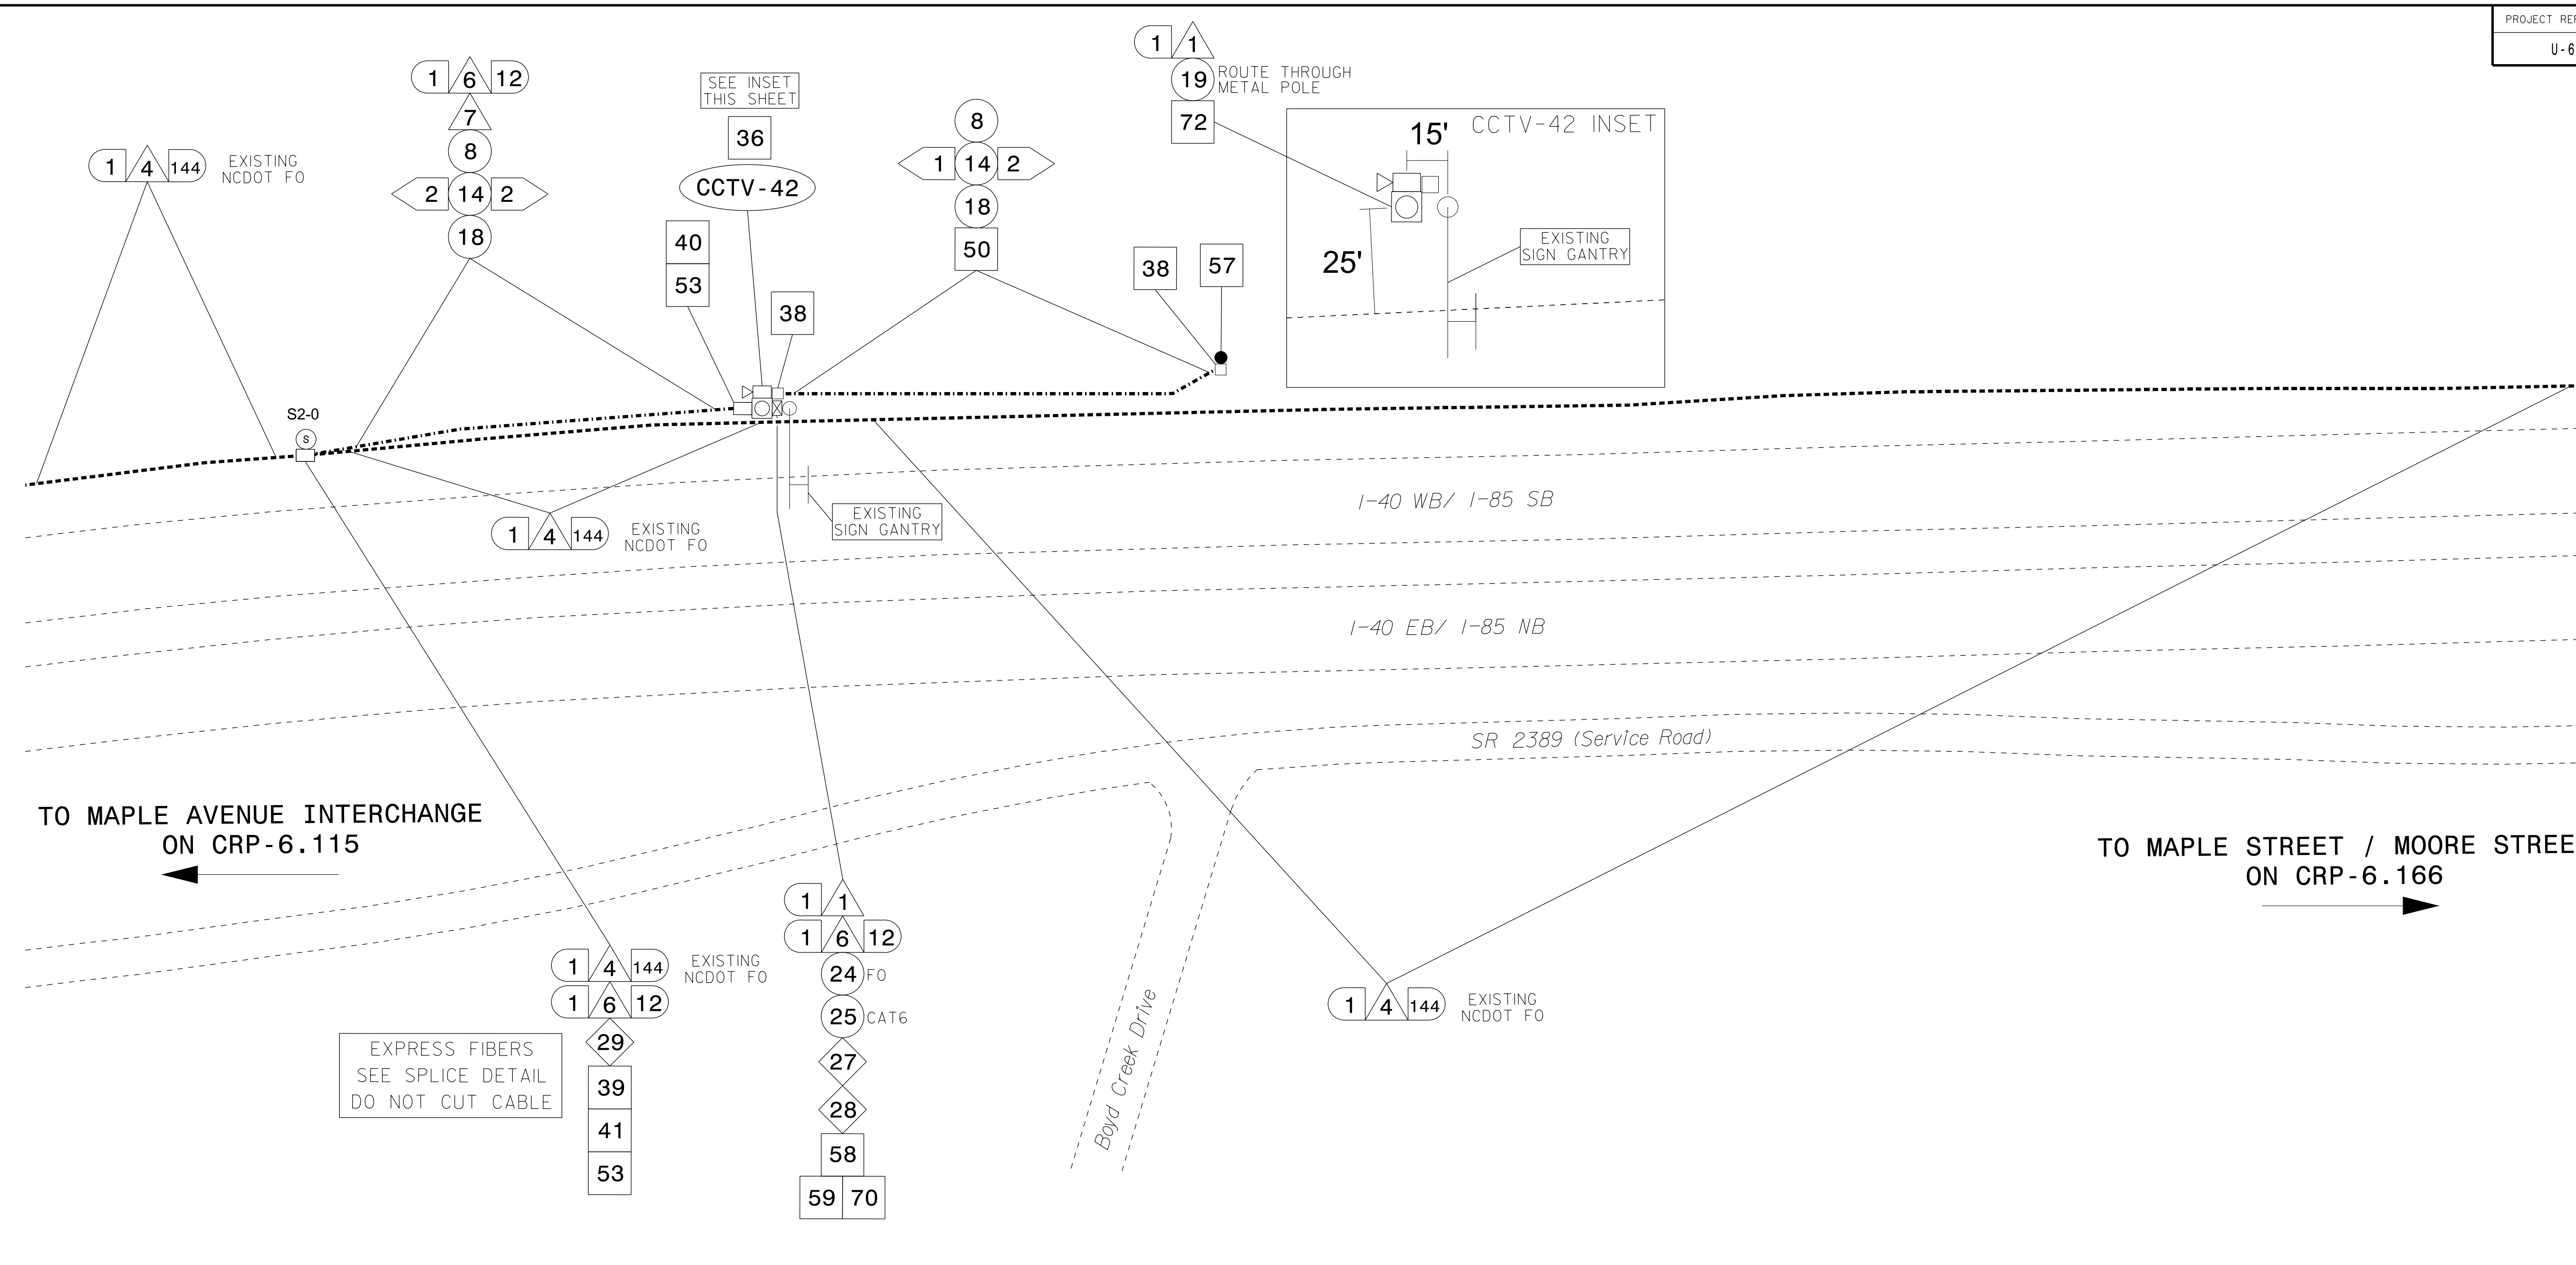 PROJECT REF
U-6
1 4 144 EXISTING
NCDOT FO
1 6 12
7
8
2 14 2
18
SEE INSET
THIS SHEET
36
CCTV-42
40
53
38
8
1 14 2
18
50
1 1
19 ROUTE THROUGH
METAL POLE
72
38
57
CCTV-42 INSET
15'
25'
EXISTING
SIGN GANTRY
S2-0
S
1 4 144 EXISTING
NCDOT FO
EXISTING
SIGN GANTRY
I-40 WB/ I-85 SB
I-40 EB/ I-85 NB
SR 2389 (Service Road)
Boyd Creek Drive
TO MAPLE AVENUE INTERCHANGE
ON CRP-6.115
TO MAPLE STREET / MOORE STREE
ON CRP-6.166
1 4 144 EXISTING
NCDOT FO
1 6 12
29
39
41
53
EXPRESS FIBERS
SEE SPLICE DETAIL
DO NOT CUT CABLE
1 1
1 6 12
24 FO
25 CAT6
27
28
58
59 70
1 4 144 EXISTING
NCDOT FO